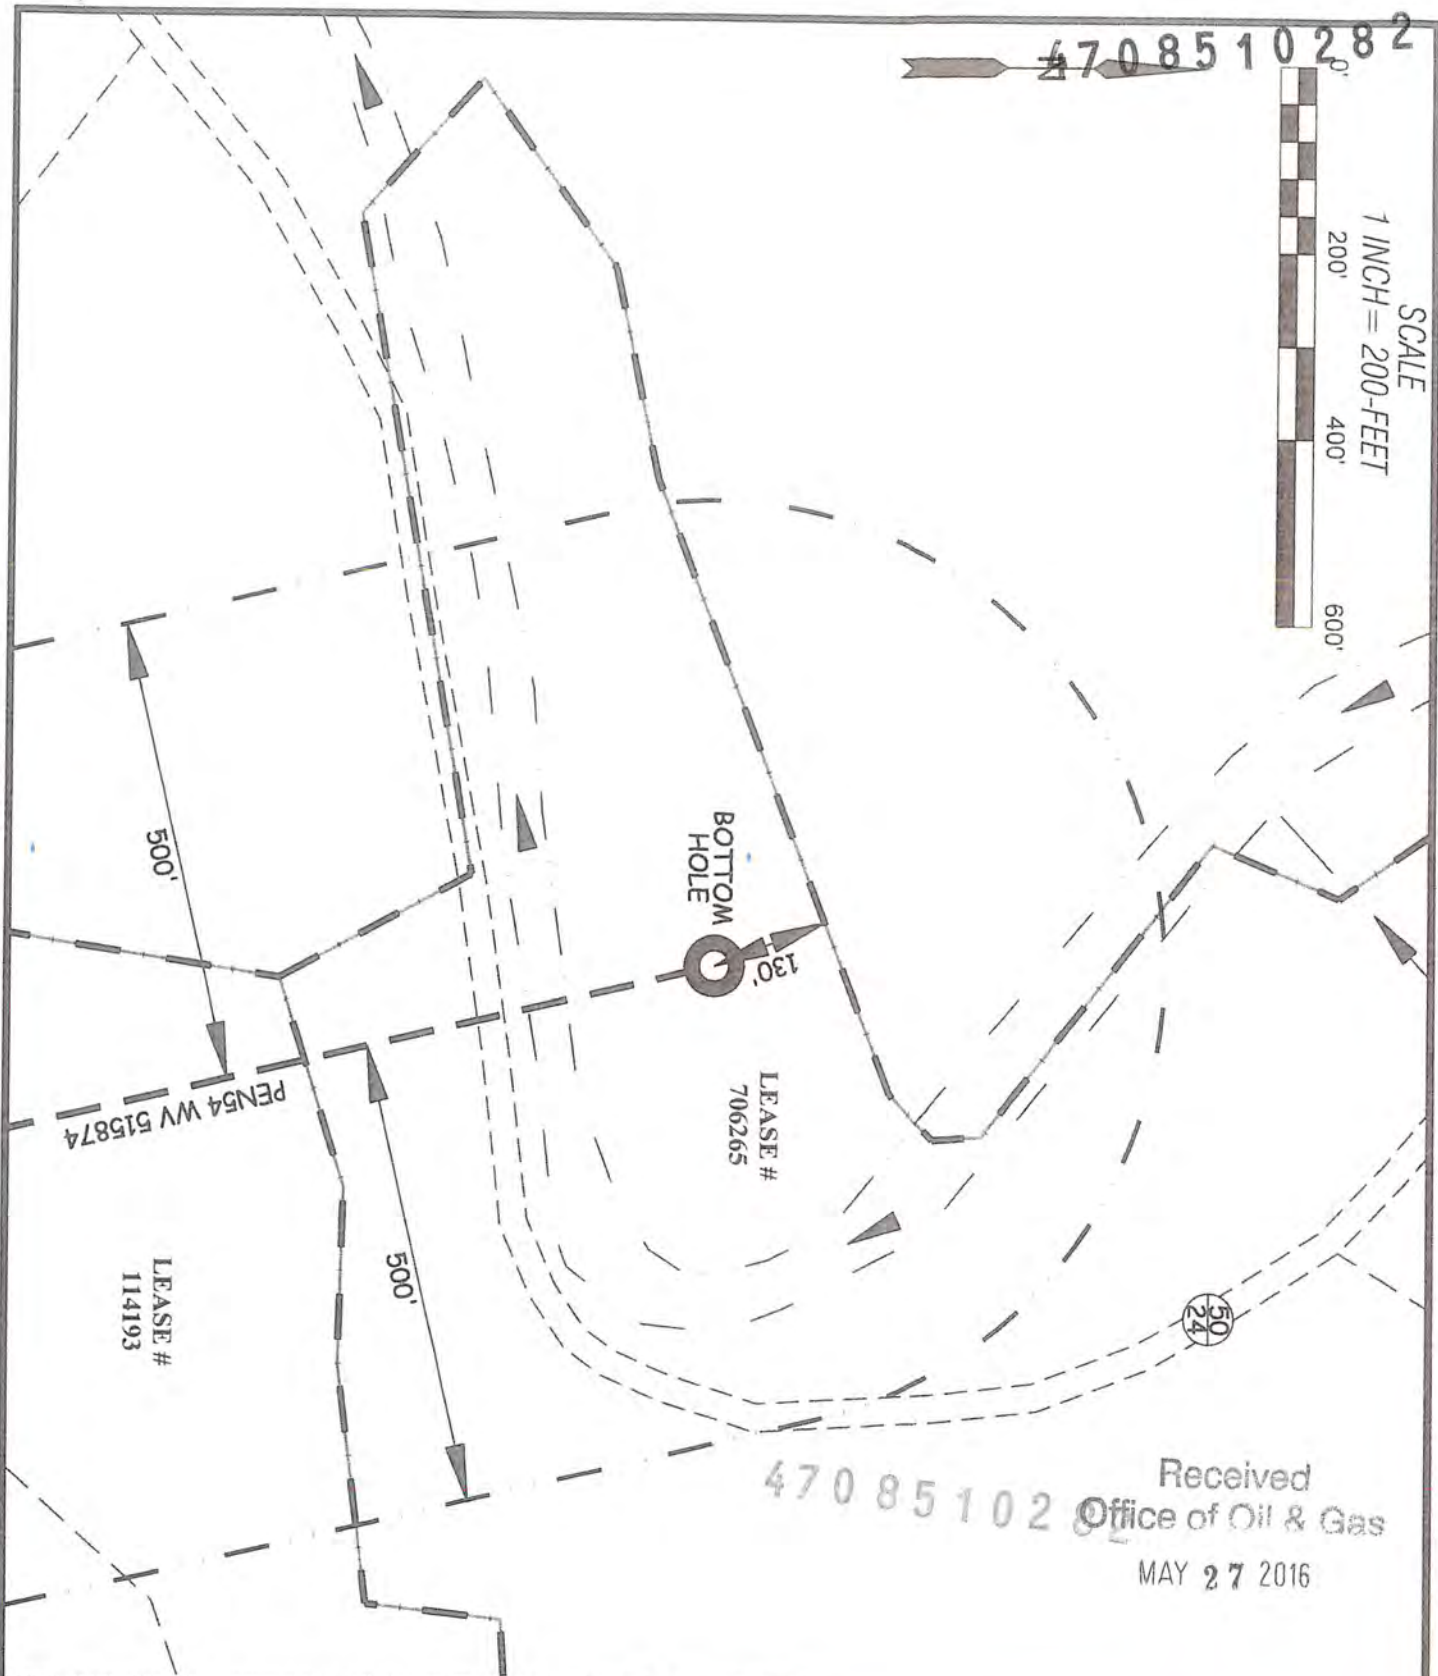 4708510282
SCALE
1 INCH = 200-FEET
0'
200'
400'
600'
500'
BOTTOM
HOLE
130'
PEN54 WV 515874
LEASE #
706265
500'
LEASE #
114193
50
24
Received
Office of Oil & Gas
MAY 27 2016